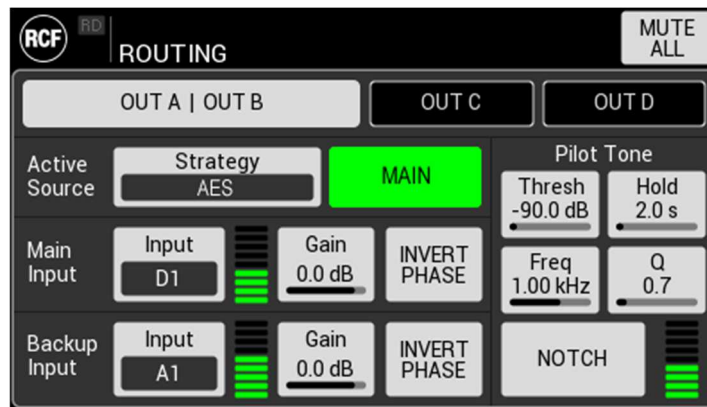 RCF
RD
ROUTING
MUTE
ALL
OUT A | OUT B
OUT C
OUT D
Active
Source
Strategy
AES
MAIN
Main
Input
Input
D1
Gain
0.0 dB
INVERT
PHASE
Backup
Input
Input
A1
Gain
0.0 dB
INVERT
PHASE
Pilot Tone
Thresh
-90.0 dB
Hold
2.0 s
Freq
1.00 kHz
Q
0.7
NOTCH